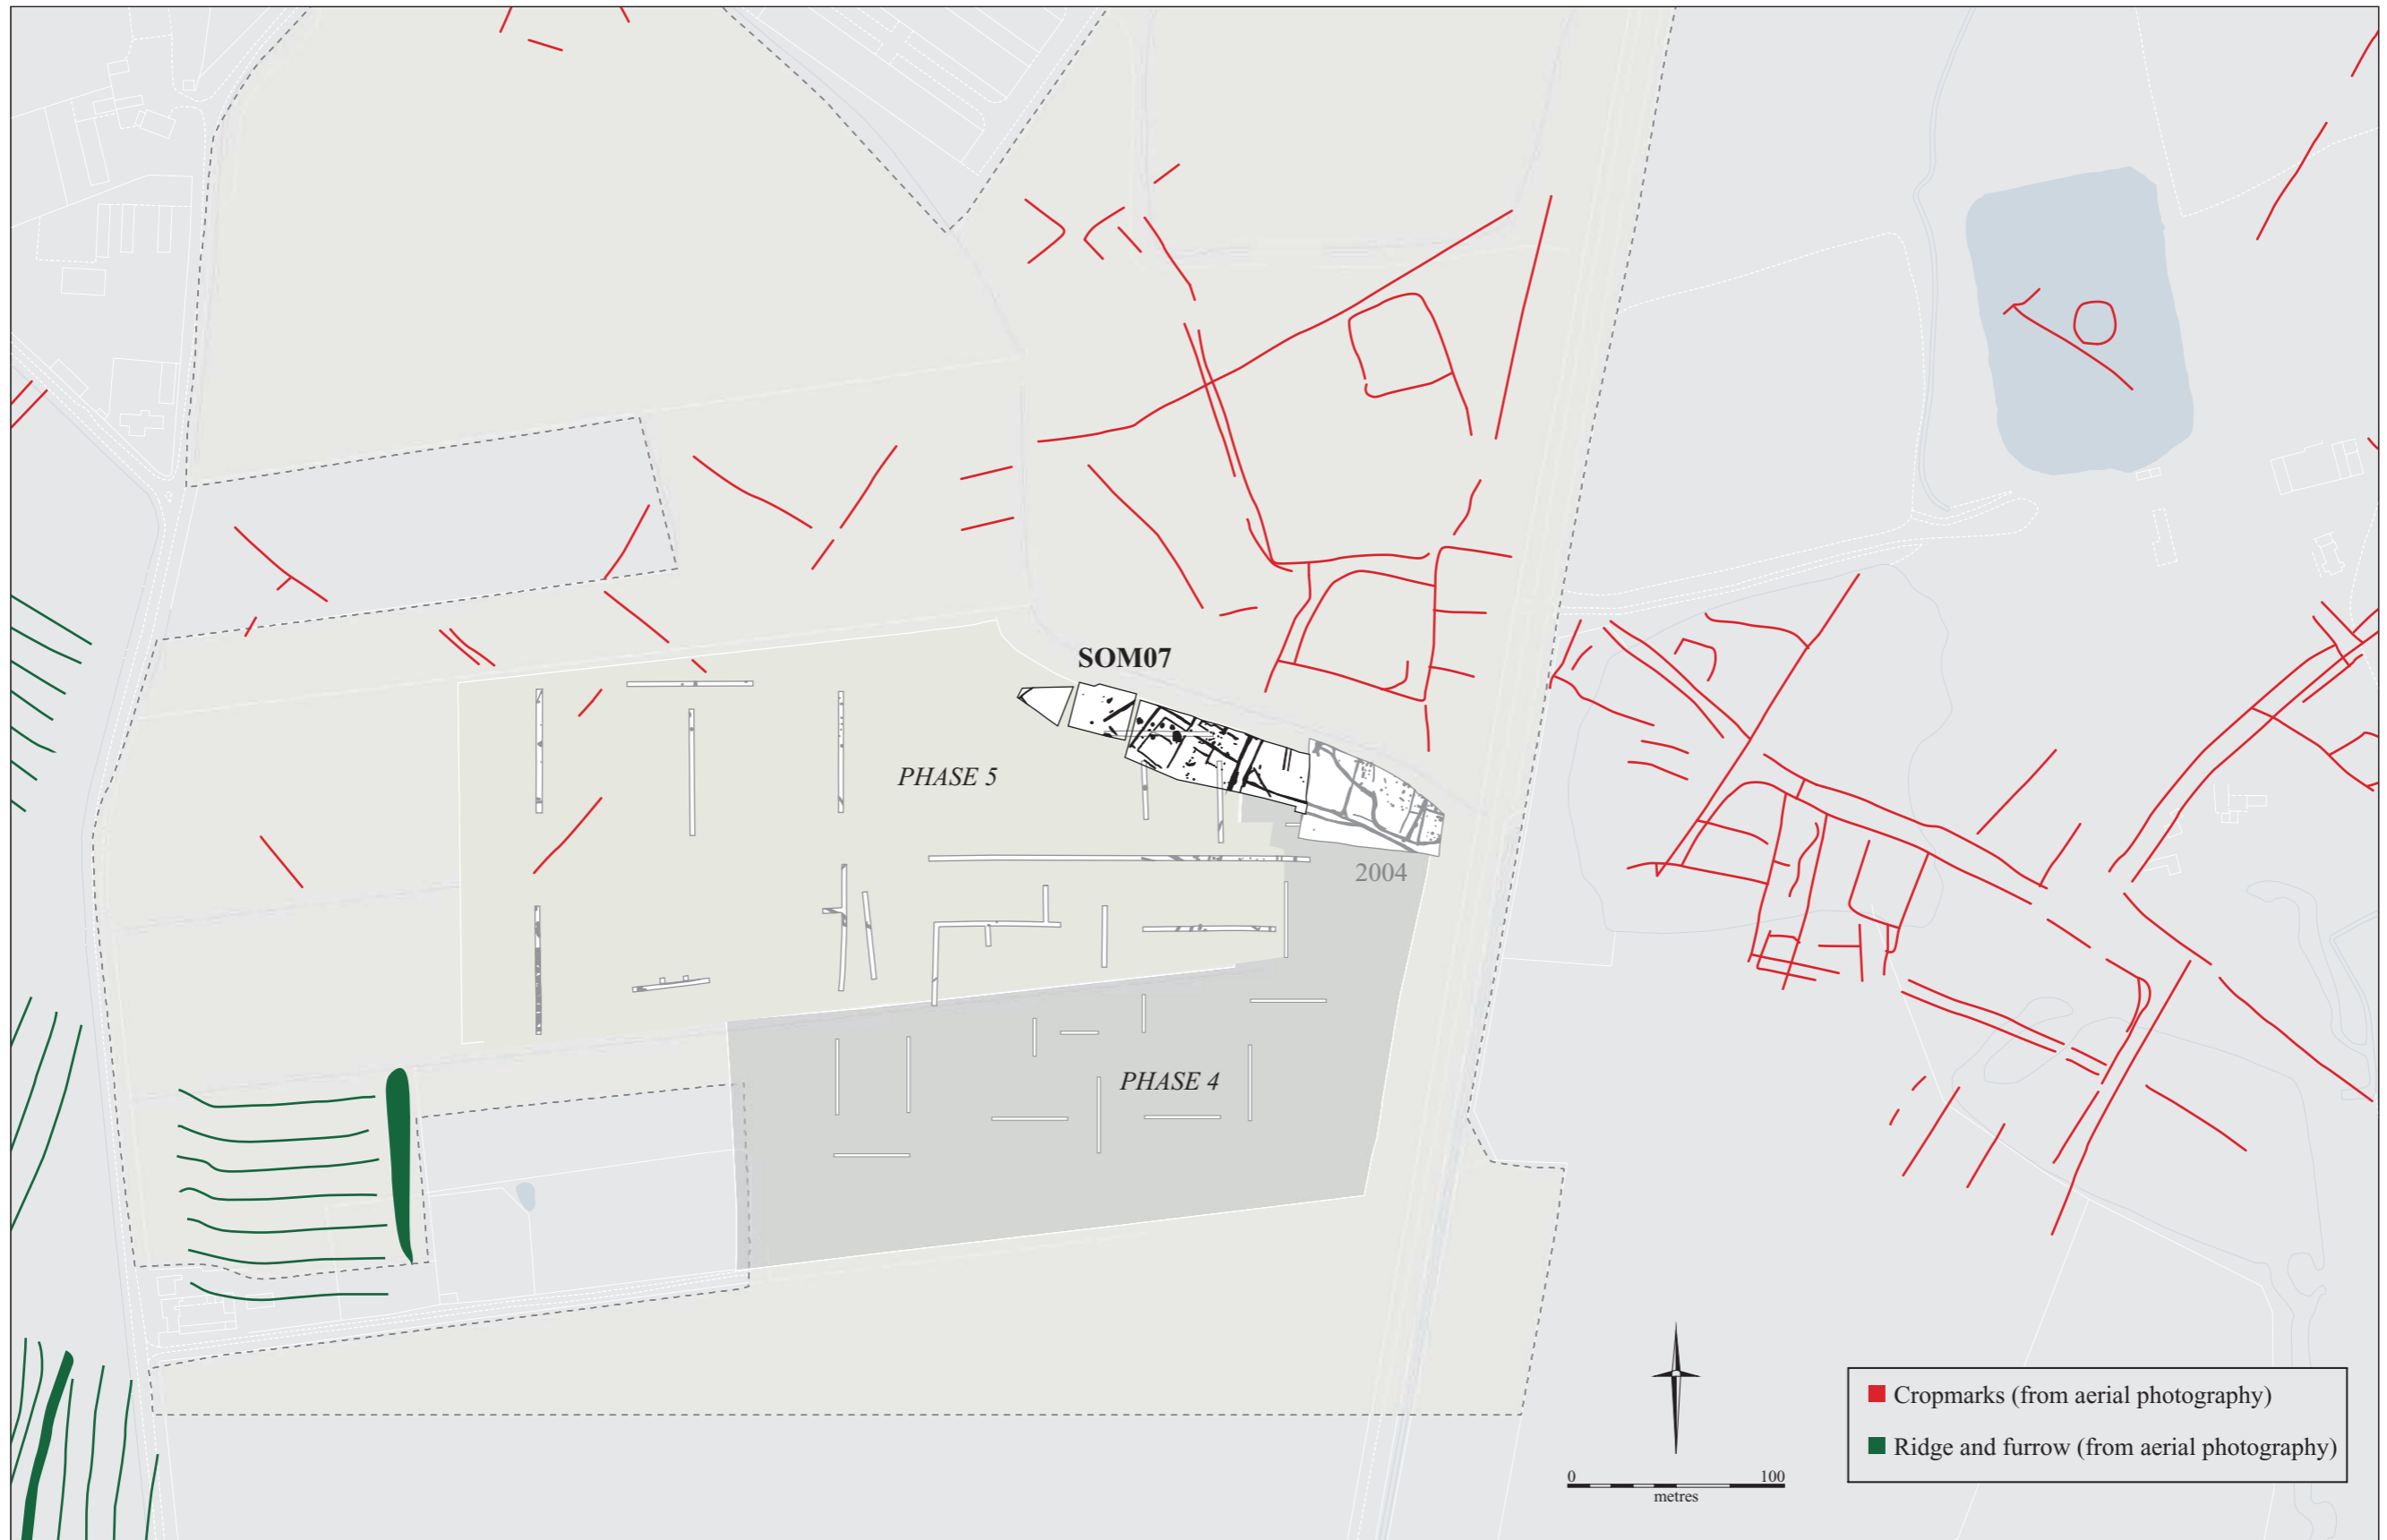 SOM07
PHASE 5
2004
PHASE 4
Cropmarks (from aerial photography)
Ridge and furrow (from aerial photography)
0 100
metres